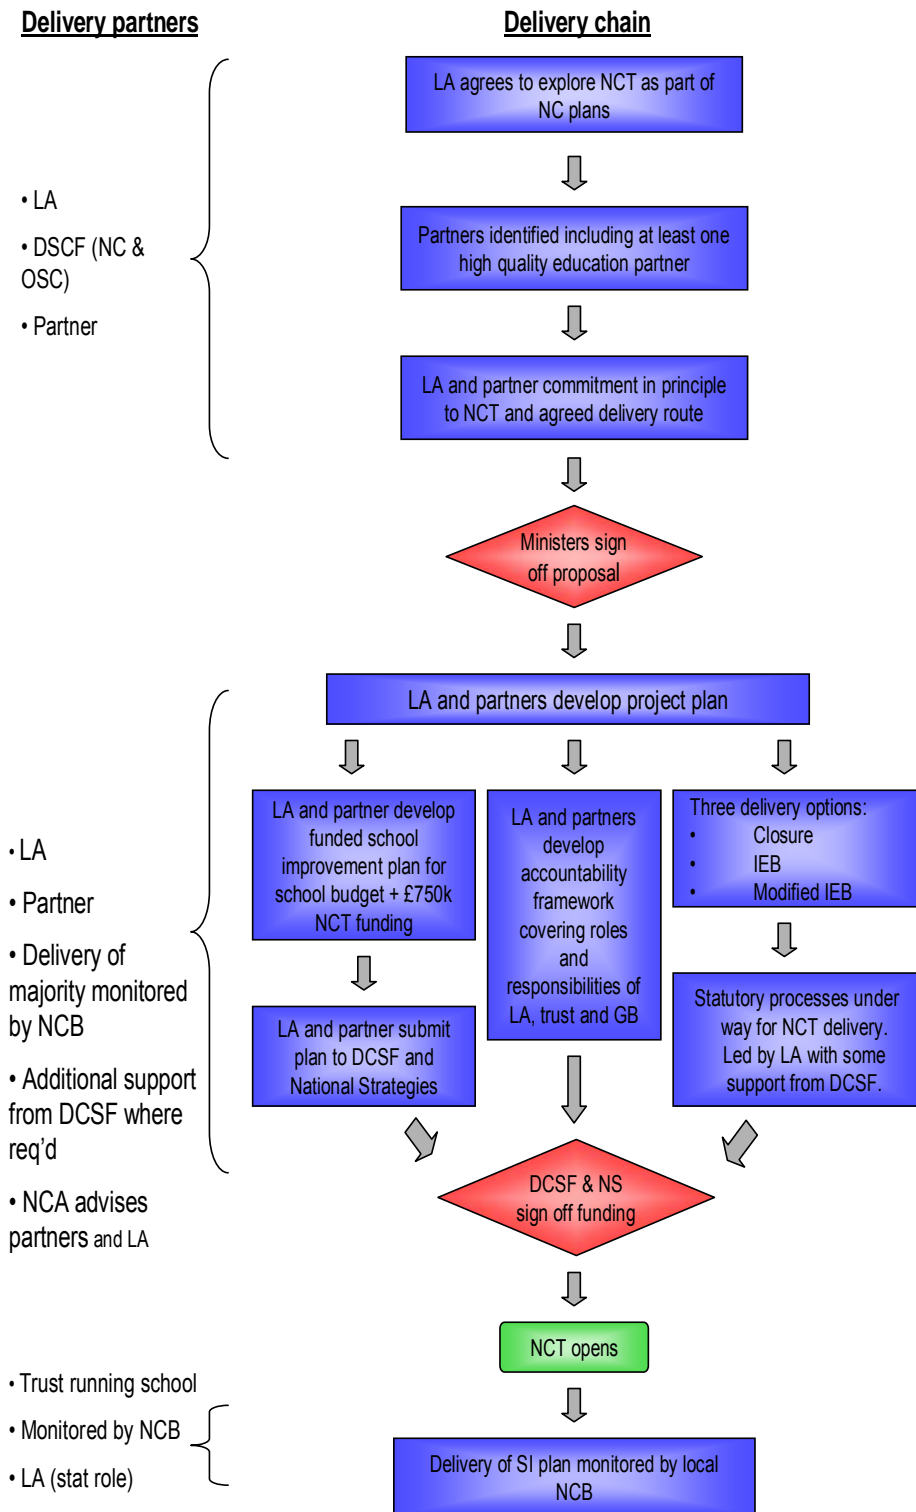 Delivery partners
Delivery chain
LA agrees to explore NCT as part of
NC plans
• LA
• DSCF (NC &
OSC)
• Partner
Partners identified including at least one
high quality education partner
LA and partner commitment in principle
to NCT and agreed delivery route
Ministers sign
off proposal
LA and partners develop project plan
• LA
• Partner
• Delivery of
majority monitored
by NCB
• Additional support
from DCSF where
req'd
• NCA advises
partners and LA
LA and partner develop
funded school
improvement plan for
school budget + £750k
NCT funding
LA and partner submit
plan to DCSF and
National Strategies
LA and partners
develop
accountability
framework
covering roles
and
responsibilities of
LA, trust and GB
Three delivery options:
• Closure
• IEB
• Modified IEB
Statutory processes under
way for NCT delivery.
Led by LA with some
support from DCSF.
DCSF & NS
sign off funding
NCT opens
• Trust running school
• Monitored by NCB
• LA (stat role)
Delivery of SI plan monitored by local
NCB